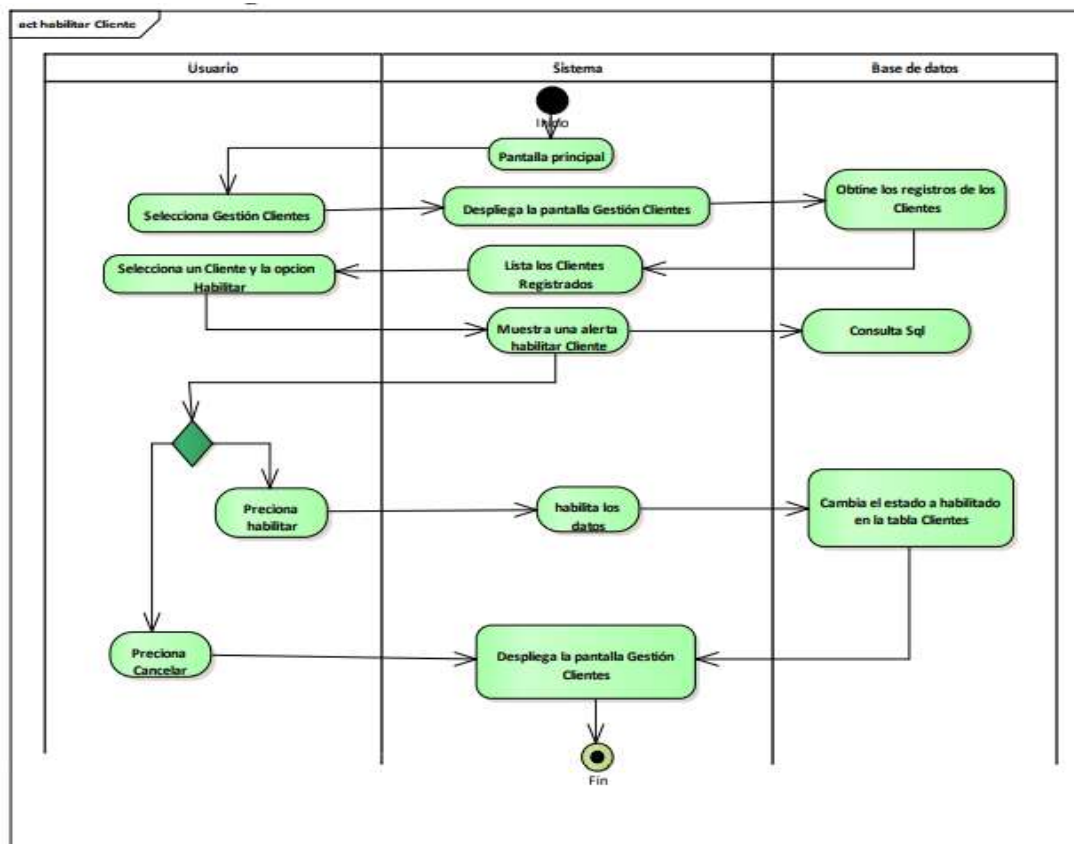 act habilitar Cliente
Usuario
Sistema
Base de datos
Inicio
Pantalla principal
Selecciona Gestión Clientes
Despliega la pantalla Gestión Clientes
Obtine los registros de los
Clientes
Selecciona un Cliente y la opcion
Habilitar
Lista los Clientes
Registrados
Muestra una alerta
habilitar Cliente
Consulta Sql
Preciona
habilitar
habilita los
datos
Cambia el estado a habilitado
en la tabla Clientes
Preciona
Cancelar
Despliega la pantalla Gestión
Clientes
Fin